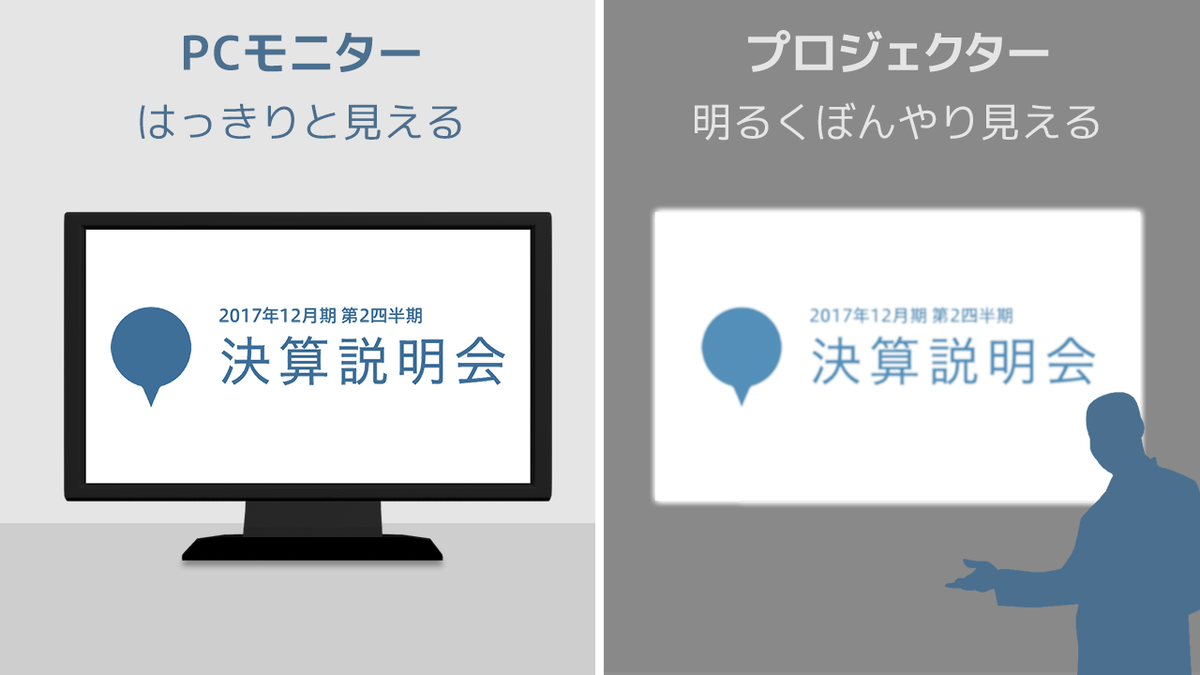 PCモニター
はっきりと見える
2017年12月期 第2四半期
決算説明会
プロジェクター
明るくぼんやり見える
2017年12月期 第2四半期
決算説明会